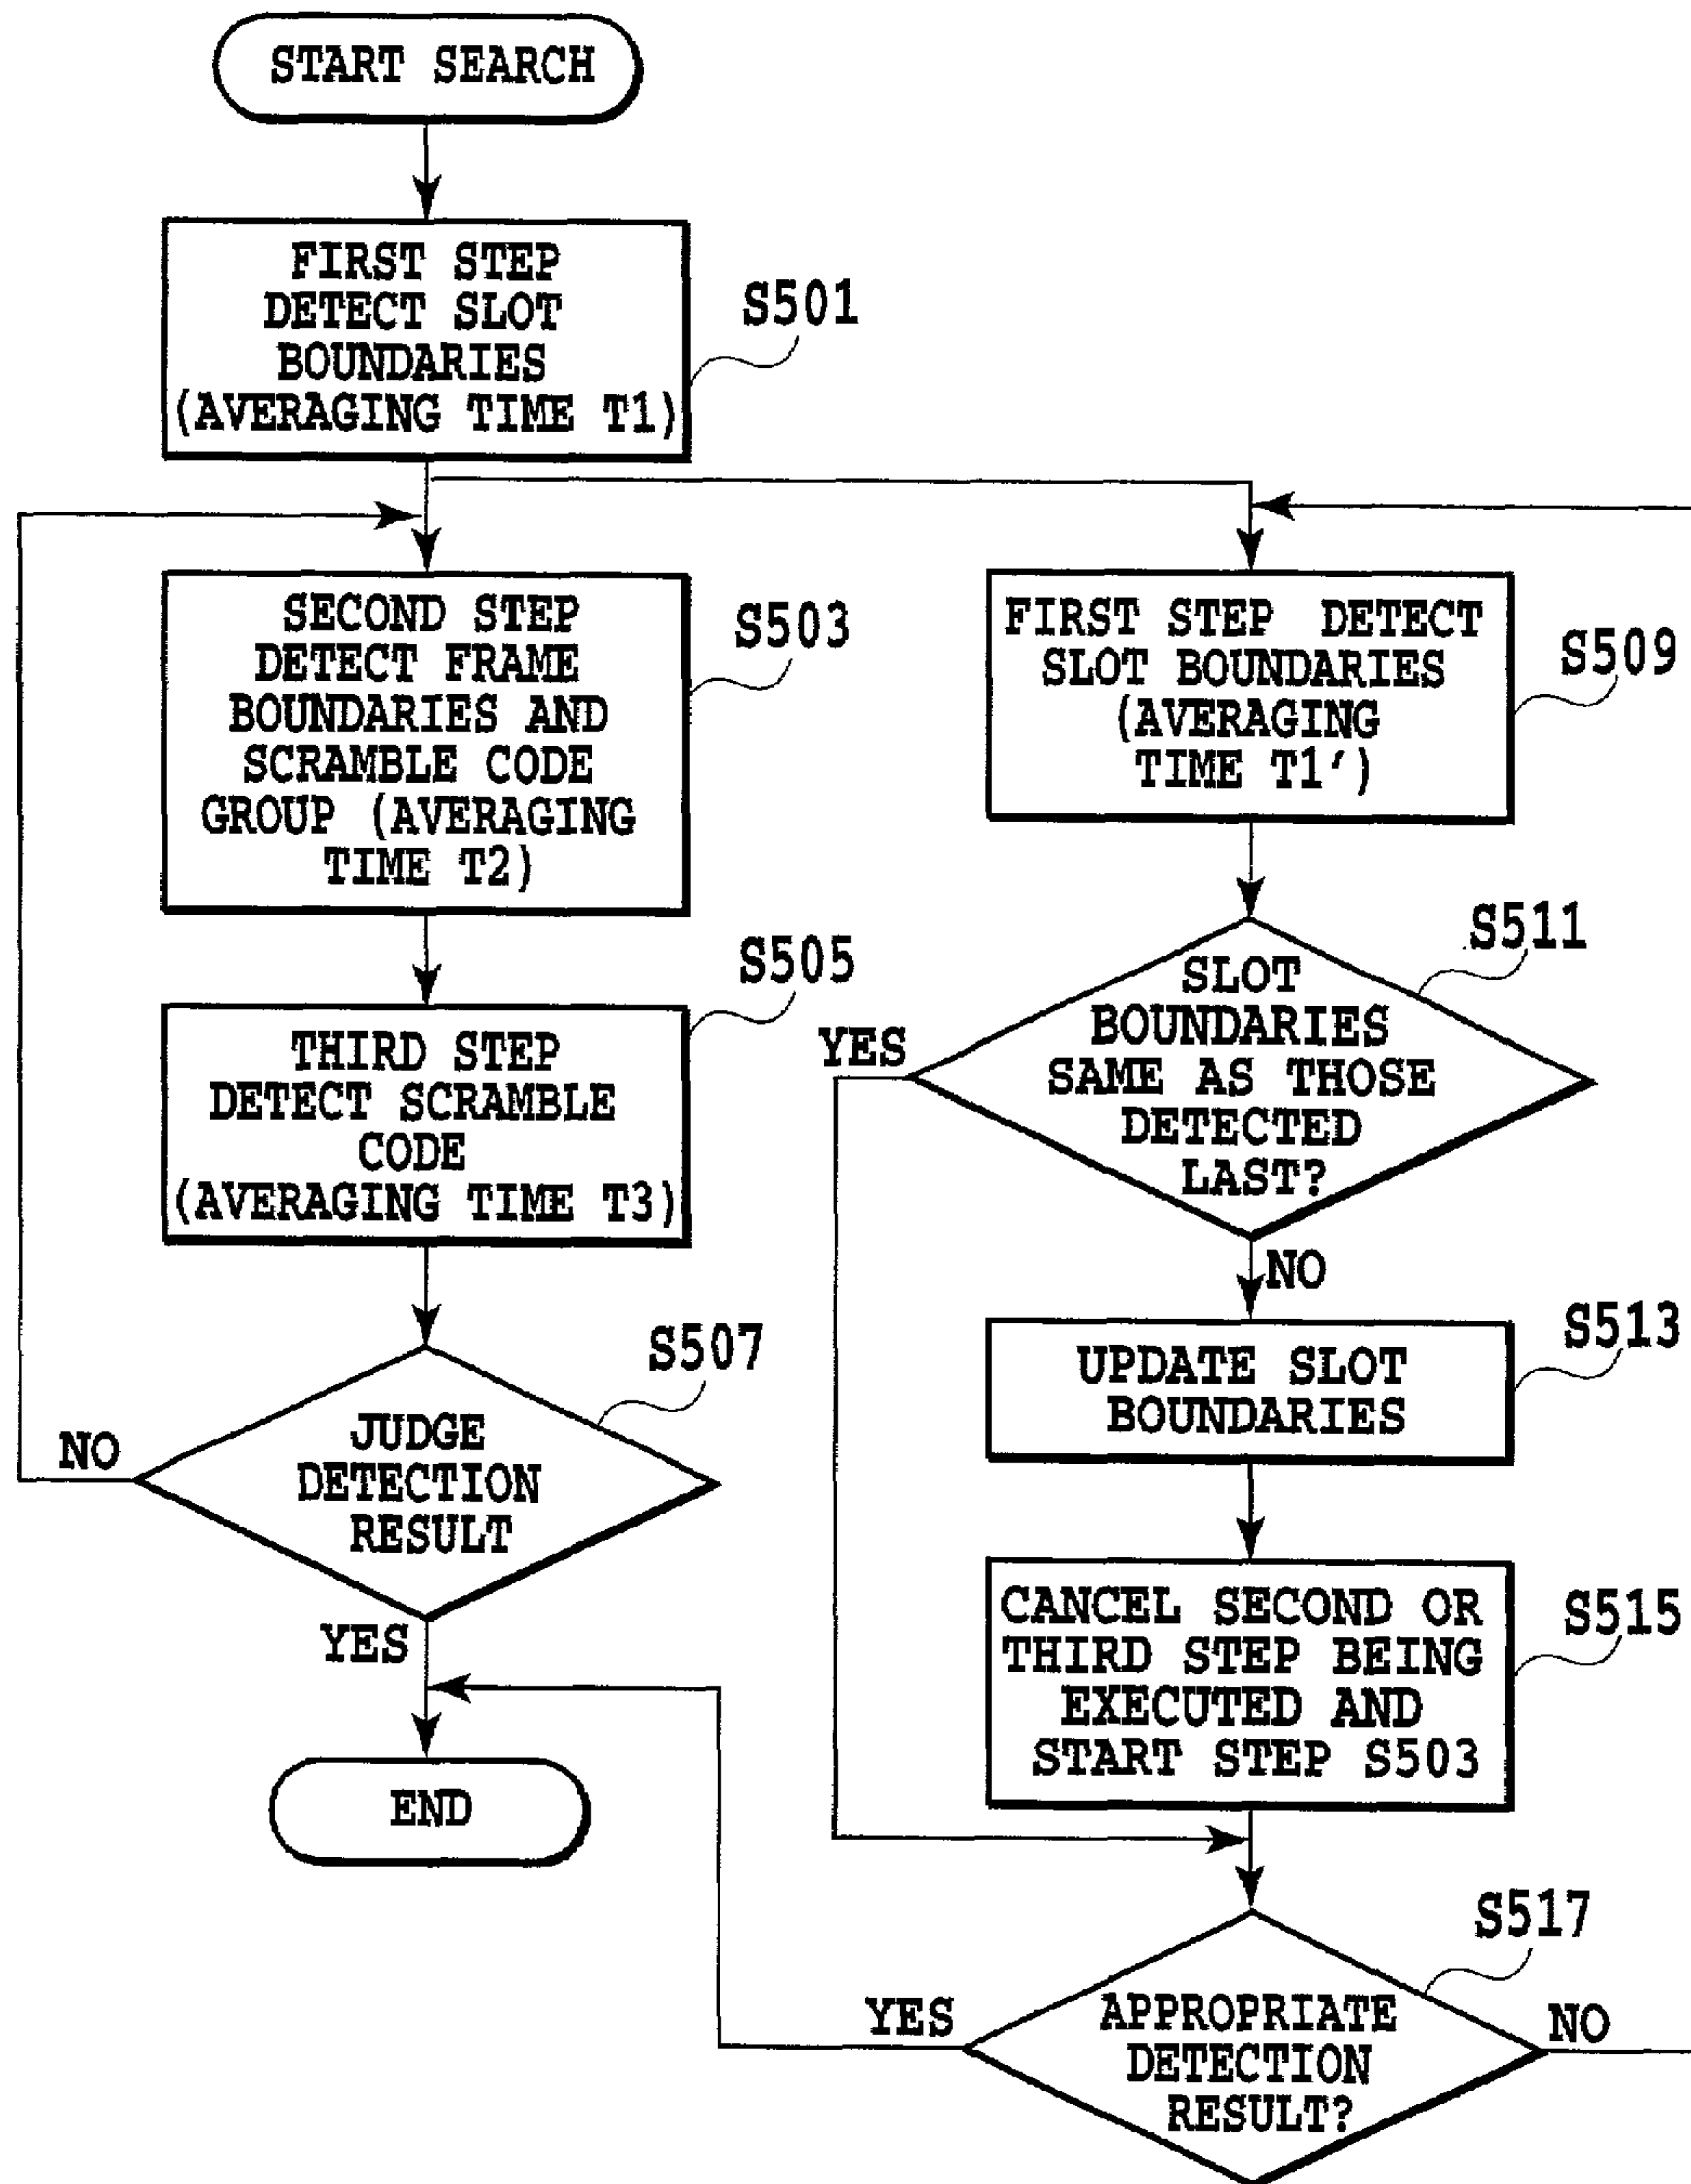 START SEARCH
FIRST STEP
DETECT SLOT
BOUNDARIES
(AVERAGING TIME T1)
S501
SECOND STEP
DETECT FRAME
BOUNDARIES AND
SCRAMBLE CODE
GROUP (AVERAGING
TIME T2)
S503
THIRD STEP
DETECT SCRAMBLE
CODE
(AVERAGING TIME T3)
S505
JUDGE
DETECTION
RESULT
S507
NO
YES
END
FIRST STEP DETECT
SLOT BOUNDARIES
(AVERAGING
TIME T1')
S509
SLOT
BOUNDARIES
SAME AS THOSE
DETECTED
LAST?
S511
YES
NO
UPDATE SLOT
BOUNDARIES
S513
CANCEL SECOND OR
THIRD STEP BEING
EXECUTED AND
START STEP S503
S515
APPROPRIATE
DETECTION
RESULT?
S517
YES
NO